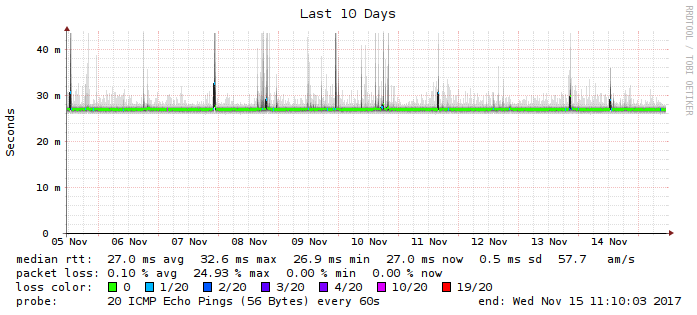 Last 10 Days
RRDTOOL / TOBI OETIKER
Seconds
40 m
30 m
20 m
10 m
0
05 Nov 06 Nov 07 Nov 08 Nov 09 Nov 10 Nov 11 Nov 12 Nov 13 Nov 14 Nov
median rtt: 27.0 ms avg 32.6 ms max 26.9 ms min 27.0 ms now 0.5 ms sd 57.7 am/s
packet loss: 0.10 % avg 24.93 % max 0.00 % min 0.00 % now
loss color: 0 1/20 2/20 3/20 4/20 10/20 19/20
probe: 20 ICMP Echo Pings (56 Bytes) every 60s end: Wed Nov 15 11:10:03 2017